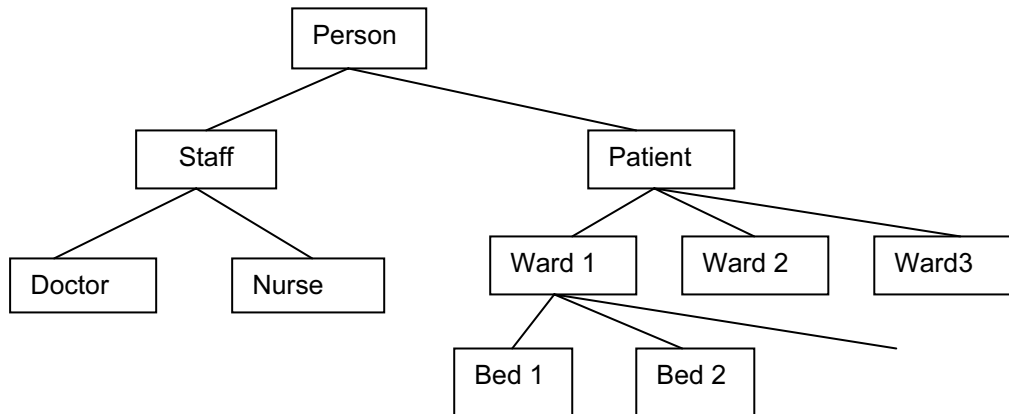 Person
Staff
Patient
Doctor
Nurse
Ward 1
Ward 2
Ward3
Bed 1
Bed 2